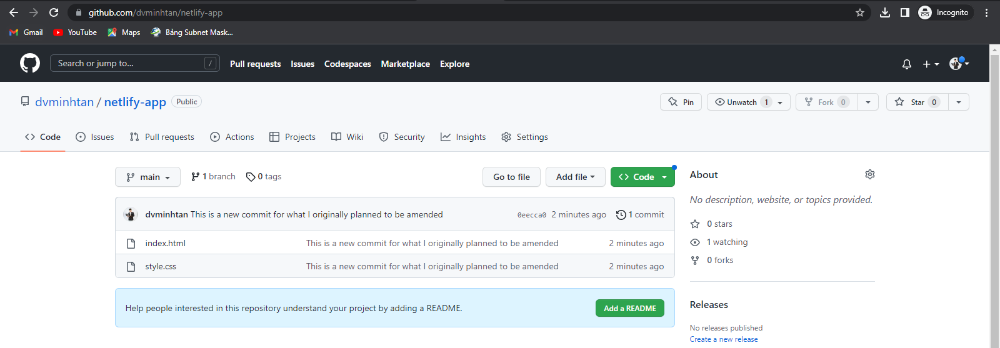 github.com/dvminhtan/netlify-app
Incognito
Gmail YouTube Maps Bảng Subnet Mask...
Search or jump to... /
Pull requests Issues Codespaces Marketplace Explore
dvminhtan / netlify-app Public
Pin Unwatch 1 Fork 0 Star 0
Code Issues Pull requests Actions Projects Wiki Security Insights Settings
main 1 branch 0 tags Go to file Add file Code
dvminhtan This is a new commit for what I originally planned to be amended 0eecca0 2 minutes ago 1 commit
index.html This is a new commit for what I originally planned to be amended 2 minutes ago
style.css This is a new commit for what I originally planned to be amended 2 minutes ago
Help people interested in this repository understand your project by adding a README. Add a README
About
No description, website, or topics provided.
0 stars
1 watching
0 forks
Releases
No releases published
Create a new release